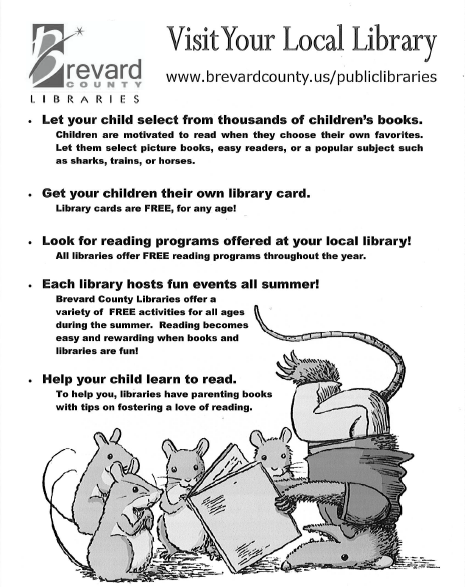 Brevard
COUNTY
LIBRARIES
Visit Your Local Library
www.brevardcounty.us/publiclibraries
• Let your child select from thousands of children's books.
Children are motivated to read when they choose their own favorites.
Let them select picture books, easy readers, or a popular subject such
as sharks, trains, or horses.
• Get your children their own library card.
Library cards are FREE, for any age!
• Look for reading programs offered at your local library!
All libraries offer FREE reading programs throughout the year.
• Each library hosts fun events all summer!
Brevard County Libraries offer a
variety of FREE activities for all ages
during the summer. Reading becomes
easy and rewarding when books and
libraries are fun!
• Help your child learn to read.
To help you, libraries have parenting books
with tips on fostering a love of reading.